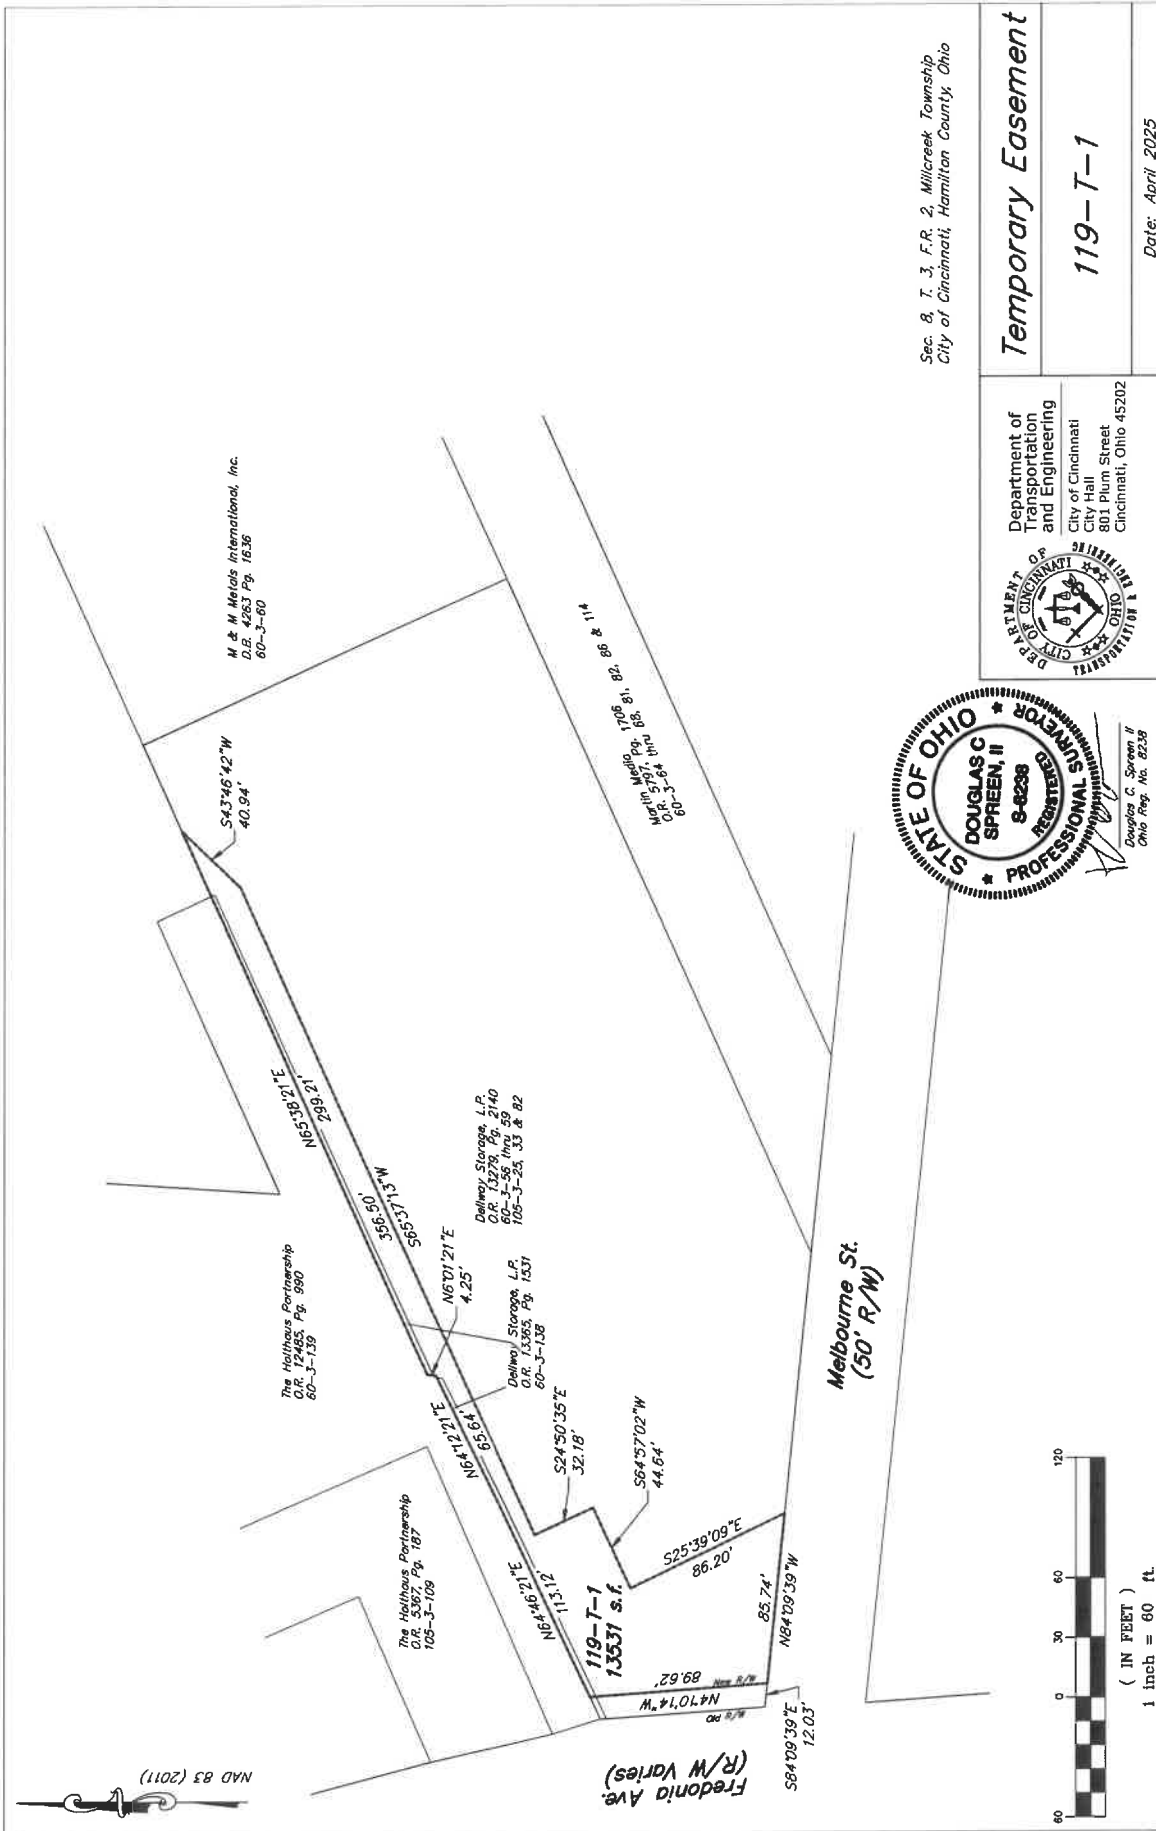 NAD 83 (2011)
Fredonia Ave.
(R/W Varies)
S84°09'39"E
12.03'
Old R/W
N4°10'14"W
89.62'
New R/W
119-T-1
13531 s.f.
N64°46'21"E
113.12'
The Holthaus Partnership
O.R. 5367, Pg. 187
105-3-109
N64°12'21"E
65.64'
The Holthaus Partnership
O.R. 12485, Pg. 990
60-3-139
N6°01'21"E
4.25'
N65°38'21"E
299.21'
356.50'
S65°37'13"W
S43°46'42"W
40.94'
M & M Metals International, Inc.
D.B. 4263 Pg. 1636
60-3-60
Dellway Storage, L.P.
O.R. 13279, Pg. 2140
60-3-56 thru 59
105-3-25, 33 & 82
Dellway Storage, L.P.
O.R. 13365, Pg. 1531
60-3-138
S24°50'35"E
32.18'
S64°57'02"W
44.64'
S25°39'09"E
86.20'
85.74'
N84°09'39"W
Melbourne St.
(50' R/W)
Martin Media
O.R. 5797, Pg. 1706
60-3-64 thru 68, 81, 82, 86 & 114
60
0
30
60
120
( IN FEET )
1 inch = 60 ft.
STATE OF OHIO
DOUGLAS C
SPREEN, II
S-8238
REGISTERED
PROFESSIONAL SURVEYOR
Douglas C. Spreen II
Ohio Reg. No. 8238
Sec. 8, T. 3, F.R. 2, Millcreek Township
City of Cincinnati, Hamilton County, Ohio
DEPARTMENT OF
TRANSPORTATION & ENGINEERING
CITY OF CINCINNATI
OHIO
Department of
Transportation
and Engineering
City of Cincinnati
City Hall
801 Plum Street
Cincinnati, Ohio 45202
Temporary Easement
119-T-1
Date: April 2025